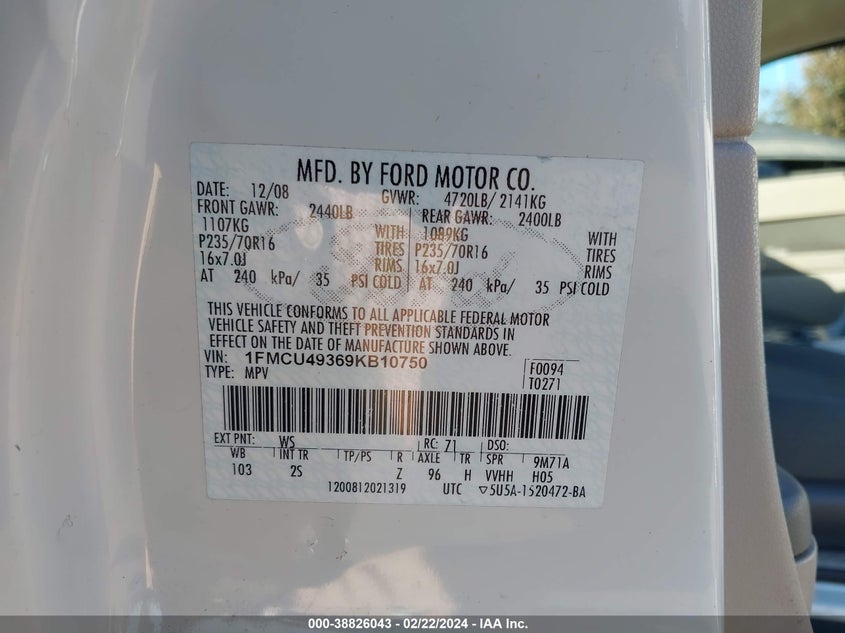 MFD. BY FORD MOTOR CO.
DATE: 12/08 GVWR: 4720LB/ 2141KG
FRONT GAWR: 2440LB REAR GAWR: 2400LB
1107KG WITH 1089KG WITH
P235/70R16 TIRES P235/70R16 TIRES
16x7.0J RIMS 16x7.0J RIMS
AT 240 kPa/ 35 PSI COLD AT 240 kPa/ 35 PSI COLD
THIS VEHICLE CONFORMS TO ALL APPLICABLE FEDERAL MOTOR
VEHICLE SAFETY AND THEFT PREVENTION STANDARDS IN
EFFECT ON THE DATE OF MANUFACTURE SHOWN ABOVE.
VIN: 1FMCU49369KB10750 F0094
TYPE: MPV T0271
EXT PNT: WS RC: 71 DSO:
WB INT TR TP/PS R AXLE TR SPR 9M71A
103 2S Z 96 H VVHH H05
1200812021319 UTC ▽5U5A-1520472-BA
000-38826043 - 02/22/2024 - IAA Inc.